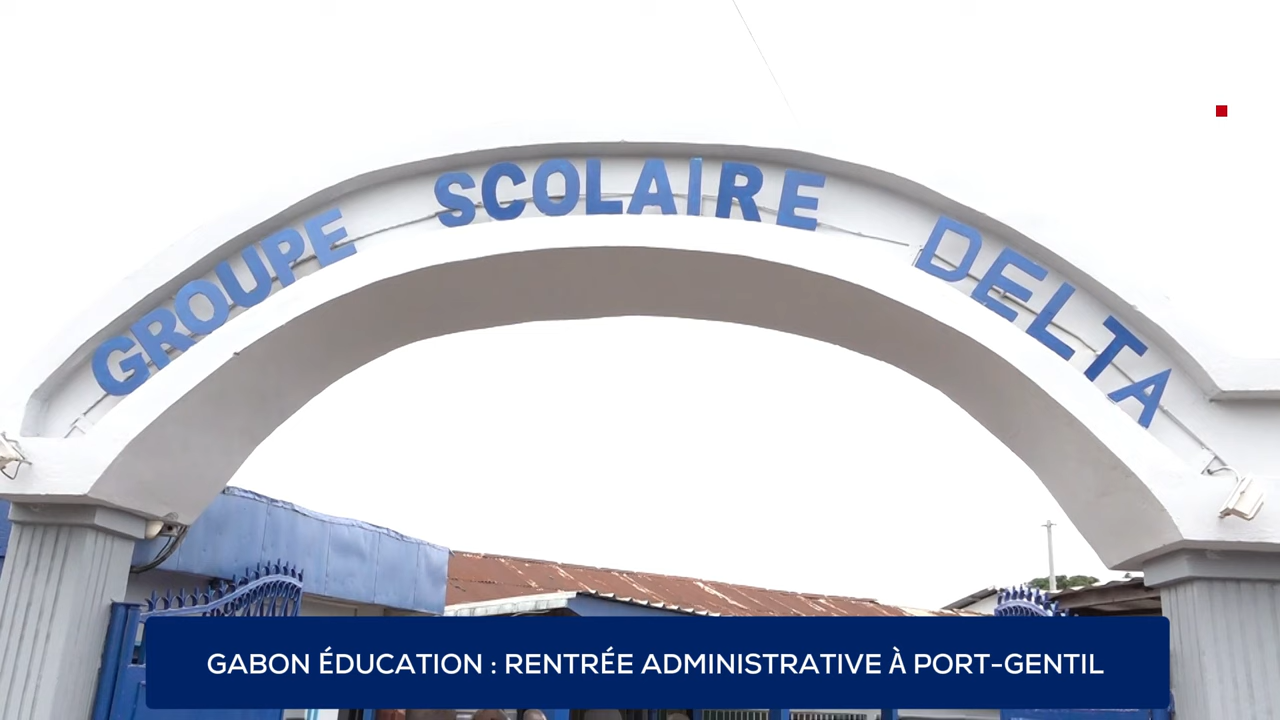 GROUPE SCOLAIRE DELTA
GABON ÉDUCATION : RENTRÉE ADMINISTRATIVE À PORT-GENTIL